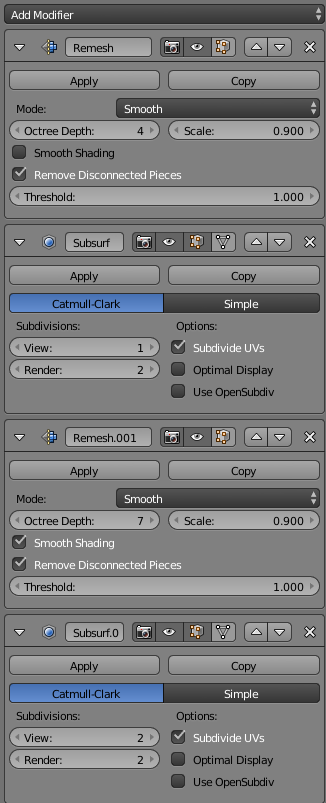 Add Modifier
Remesh
Apply Copy
Mode: Smooth
Octree Depth: 4 Scale: 0.900
Smooth Shading
Remove Disconnected Pieces
Threshold: 1.000
Subsurf
Apply Copy
Catmull-Clark Simple
Subdivisions: Options:
View: 1 Subdivide UVs
Render: 2 Optimal Display
Use OpenSubdiv
Remesh.001
Apply Copy
Mode: Smooth
Octree Depth: 7 Scale: 0.900
Smooth Shading
Remove Disconnected Pieces
Threshold: 1.000
Subsurf.0
Apply Copy
Catmull-Clark Simple
Subdivisions: Options:
View: 2 Subdivide UVs
Render: 2 Optimal Display
Use OpenSubdiv